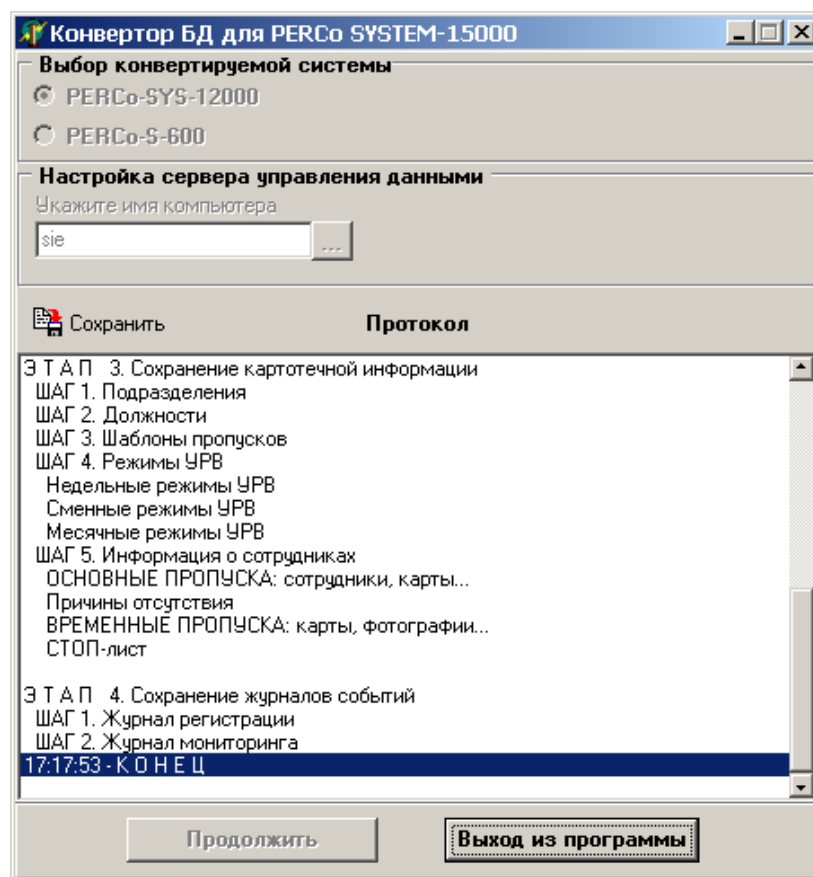 Конвертор БД для PERCo SYSTEM-15000
Выбор конвертируемой системы
PERCo-SYS-12000
PERCo-S-600
Настройка сервера управления данными
Укажите имя компьютера
sie
...
Сохранить
Протокол
Э Т А П 3. Сохранение картотечной информации
ШАГ 1. Подразделения
ШАГ 2. Должности
ШАГ 3. Шаблоны пропусков
ШАГ 4. Режимы УРВ
Недельные режимы УРВ
Сменные режимы УРВ
Месячные режимы УРВ
ШАГ 5. Информация о сотрудниках
ОСНОВНЫЕ ПРОПУСКА: сотрудники, карты...
Причины отсутствия
ВРЕМЕННЫЕ ПРОПУСКА: карты, фотографии...
СТОП-лист
Э Т А П 4. Сохранение журналов событий
ШАГ 1. Журнал регистрации
ШАГ 2. Журнал мониторинга
17:17:53 - К О Н Е Ц
Продолжить
Выход из программы